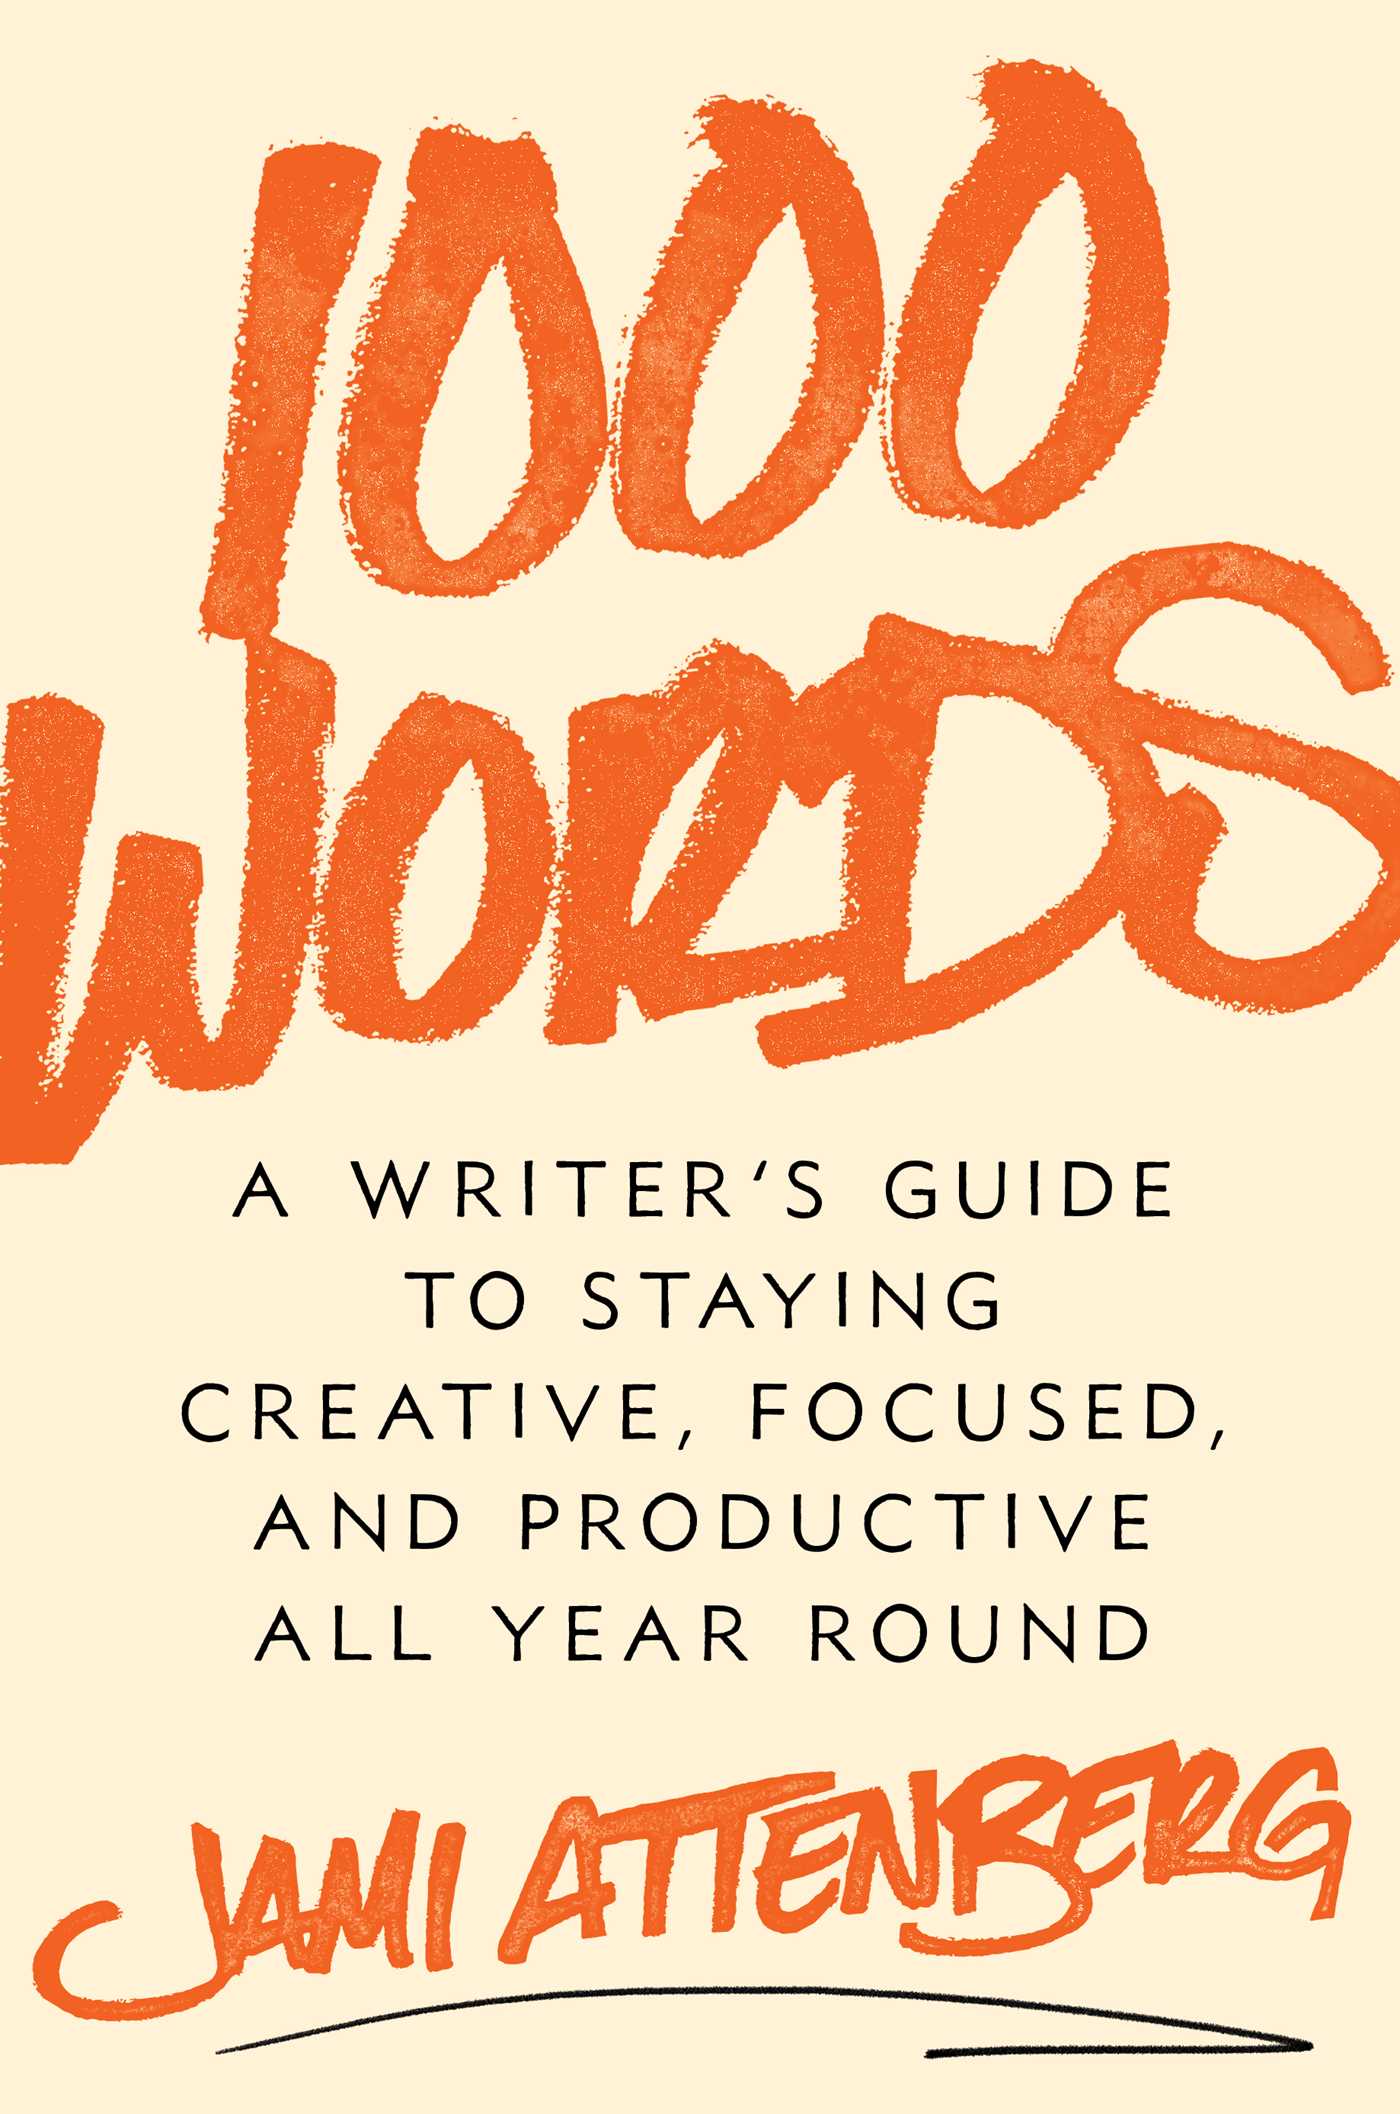 1000
WORDS
A WRITER'S GUIDE
TO STAYING
CREATIVE, FOCUSED,
AND PRODUCTIVE
ALL YEAR ROUND
JAMI ATTENBERG